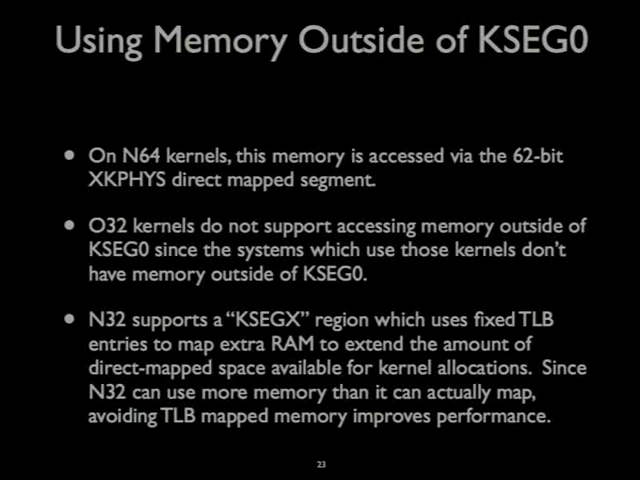 Using Memory Outside of KSEG0
• On N64 kernels, this memory is accessed via the 62-bit
XKPHYS direct mapped segment.
• O32 kernels do not support accessing memory outside of
KSEG0 since the systems which use those kernels don't
have memory outside of KSEG0.
• N32 supports a “KSEGX” region which uses fixed TLB
entries to map extra RAM to extend the amount of
direct-mapped space available for kernel allocations. Since
N32 can use more memory than it can actually map,
avoiding TLB mapped memory improves performance.
23